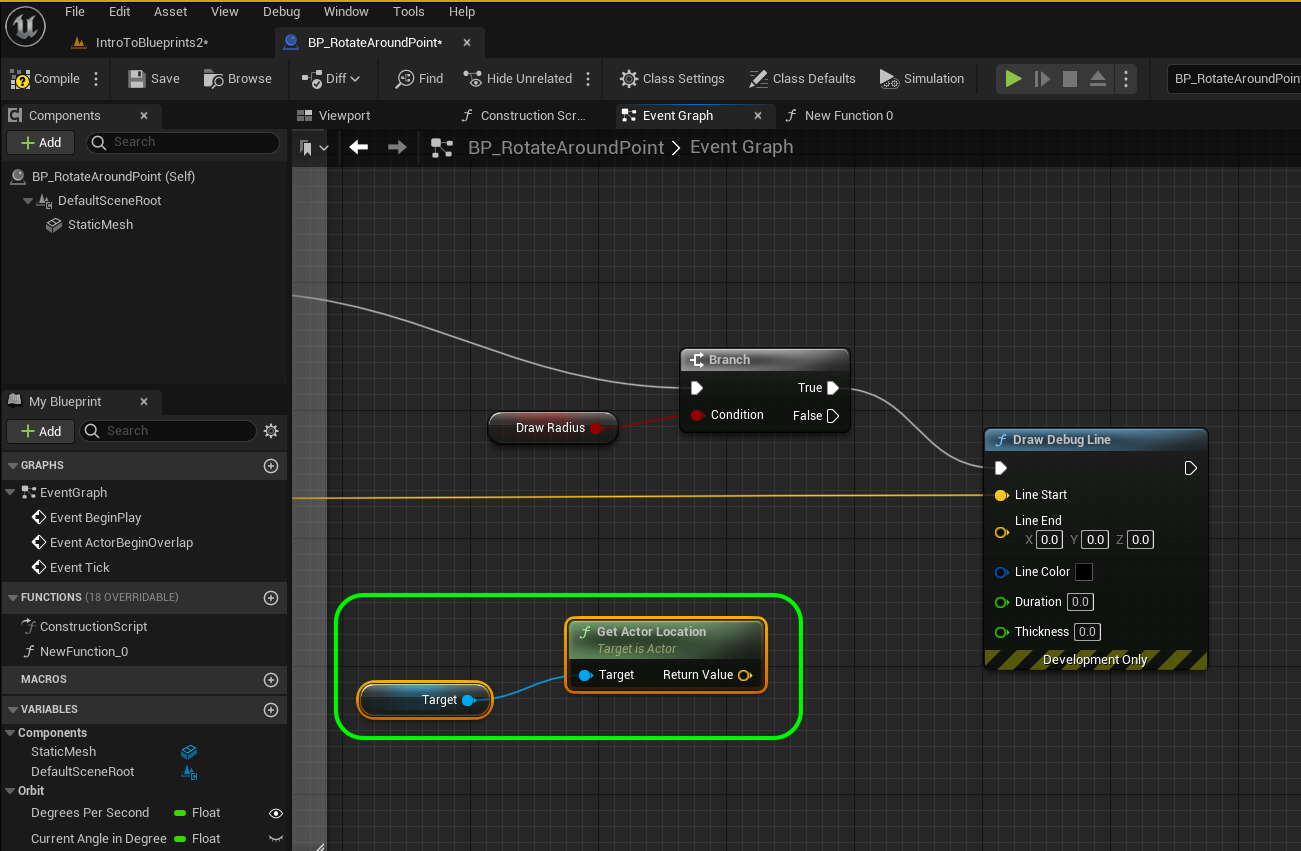 File Edit Asset View Debug Window Tools Help
IntroToBlueprints2* BP_RotateAroundPoint*
Compile Save Browse Diff Find Hide Unrelated Class Settings Class Defaults Simulation BP_RotateAroundPoin
Components
Viewport Construction Scr... Event Graph New Function 0
Add Search
BP_RotateAroundPoint > Event Graph
BP_RotateAroundPoint (Self)
DefaultSceneRoot
StaticMesh
Branch
True
Condition False
Draw Radius
Draw Debug Line
Line Start
Line End
X 0.0 Y 0.0 Z 0.0
Line Color
Duration 0.0
Thickness 0.0
Development Only
Get Actor Location
Target is Actor
Target Return Value
Target
My Blueprint
Add Search
GRAPHS
EventGraph
Event BeginPlay
Event ActorBeginOverlap
Event Tick
FUNCTIONS (18 OVERRIDABLE)
ConstructionScript
NewFunction_0
MACROS
VARIABLES
Components
StaticMesh
DefaultSceneRoot
Orbit
Degrees Per Second Float
Current Angle in Degree Float